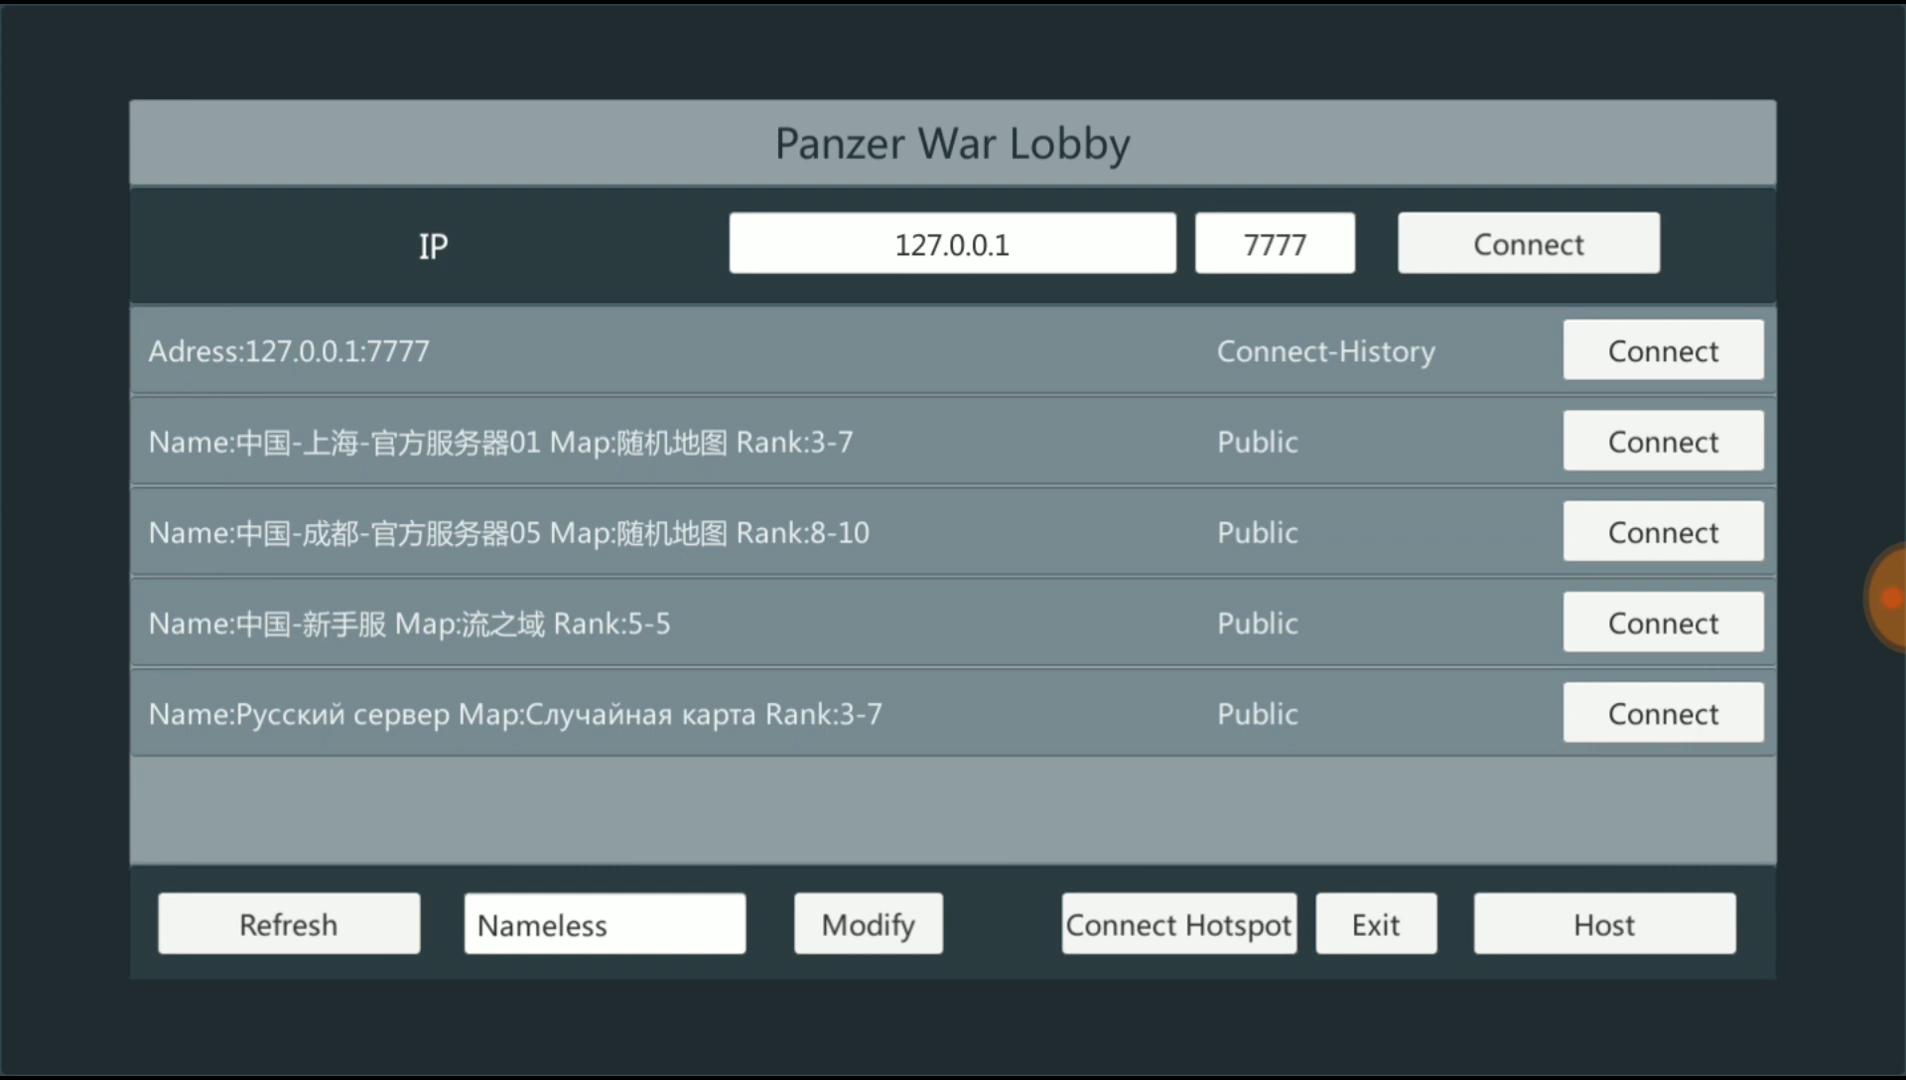 Panzer War Lobby
IP 127.0.0.1 7777 Connect
Adress:127.0.0.1:7777 Connect-History Connect
Name:中国-上海-官方服务器01 Map:随机地图 Rank:3-7 Public Connect
Name:中国-成都-官方服务器05 Map:随机地图 Rank:8-10 Public Connect
Name:中国-新手服 Map:流之域 Rank:5-5 Public Connect
Name:Русский сервер Map:Случайная карта Rank:3-7 Public Connect
Refresh Nameless Modify Connect Hotspot Exit Host